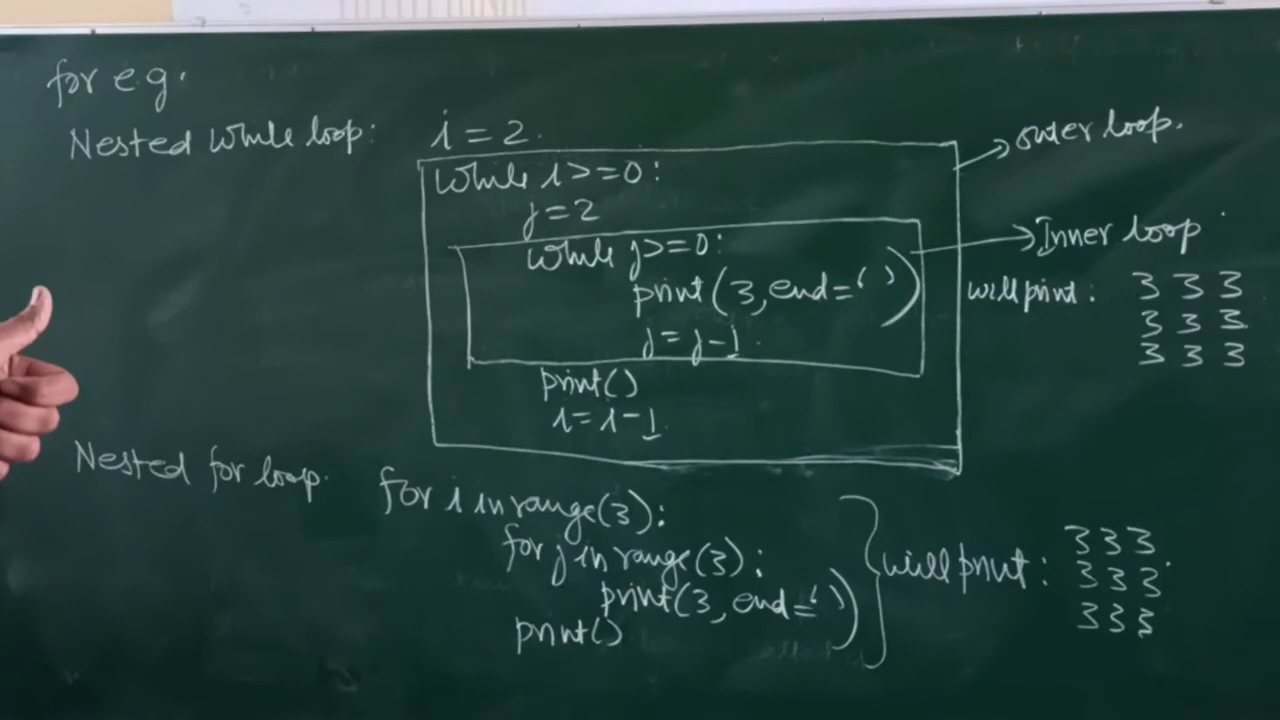 for e.g.
Nested While loop: i = 2.
While i >= 0:
j = 2
while j >= 0:
print(3, end=' ')
j = j - 1.
print()
i = i - 1
outer loop.
Inner loop
will print: 3 3 3
3 3 3
3 3 3
Nested for loop. for i in range(3):
for j in range(3):
print(3, end=' ')
print()
will print: 3 3 3
3 3 3
3 3 3